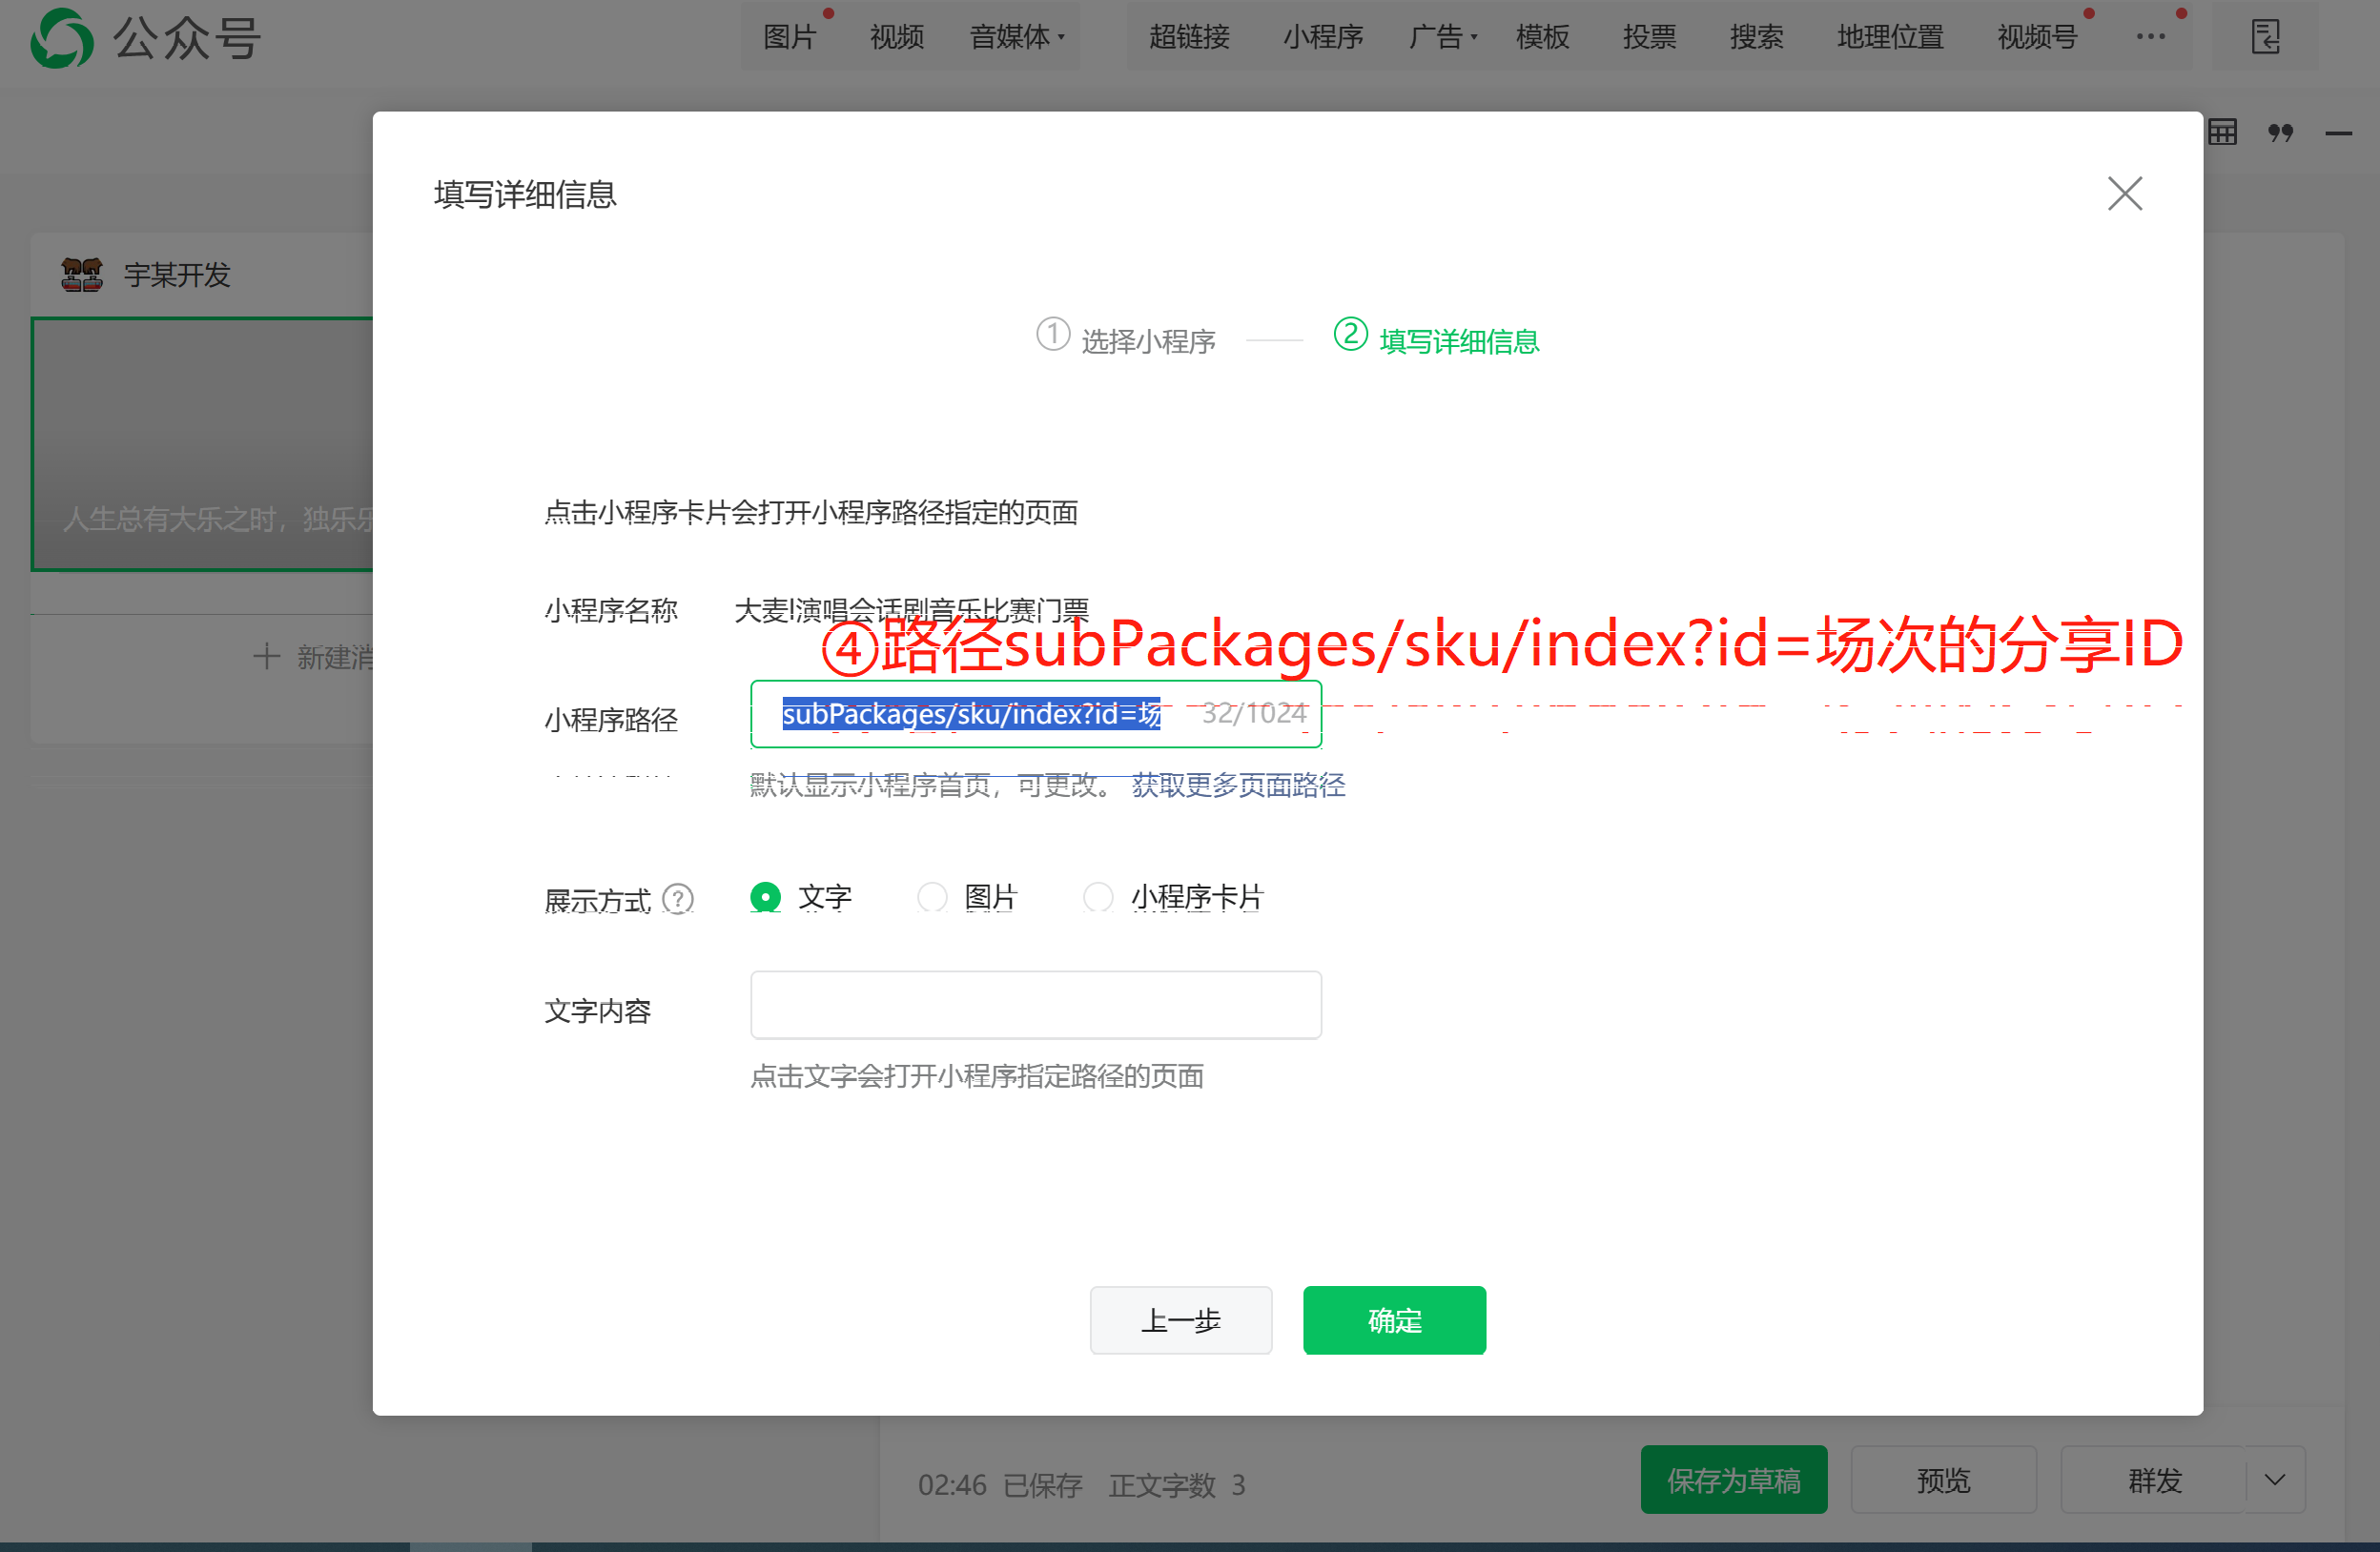 公众号
图片
视频
音媒体
超链接
小程序
广告
模板
投票
搜索
地理位置
视频号
填写详细信息
宇某开发
① 选择小程序
② 填写详细信息
人生总有大乐之时，独乐乐
点击小程序卡片会打开小程序路径指定的页面
小程序名称 大麦!演唱会话剧音乐比赛门票
④路径subPackages/sku/index?id=场次的分享ID
新建消
小程序路径 subPackages/sku/index?id=场 32/1024
默认显示小程序首页，可更改。 获取更多页面路径
展示方式 ? 文字 图片 小程序卡片
文字内容
点击文字会打开小程序指定路径的页面
上一步 确定
02:46 已保存 正文字数 3
保存为草稿 预览 群发